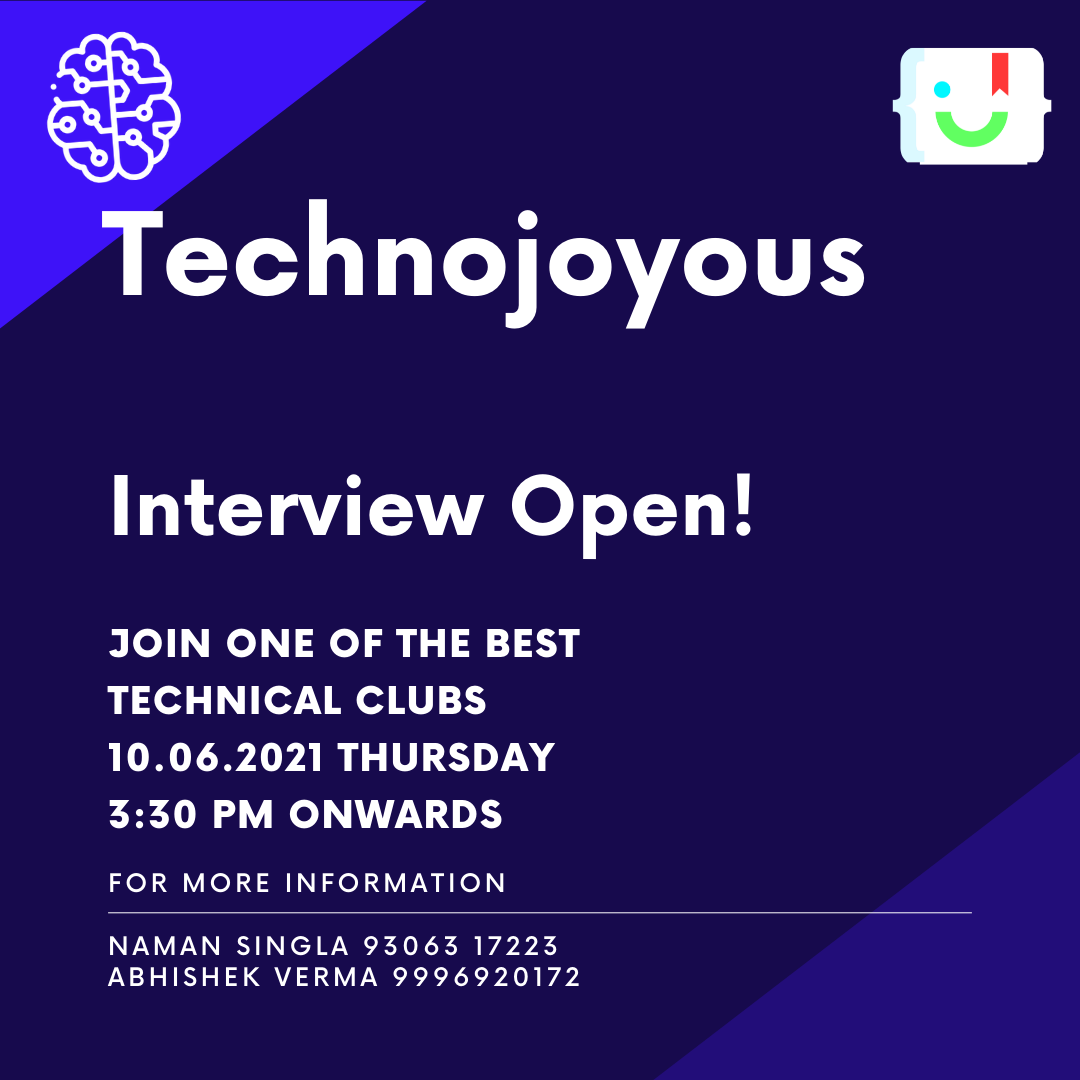 Technojoyous
Interview Open!
JOIN ONE OF THE BEST
TECHNICAL CLUBS
10.06.2021 THURSDAY
3:30 PM ONWARDS
FOR MORE INFORMATION
NAMAN SINGLA 93063 17223
ABHISHEK VERMA 9996920172